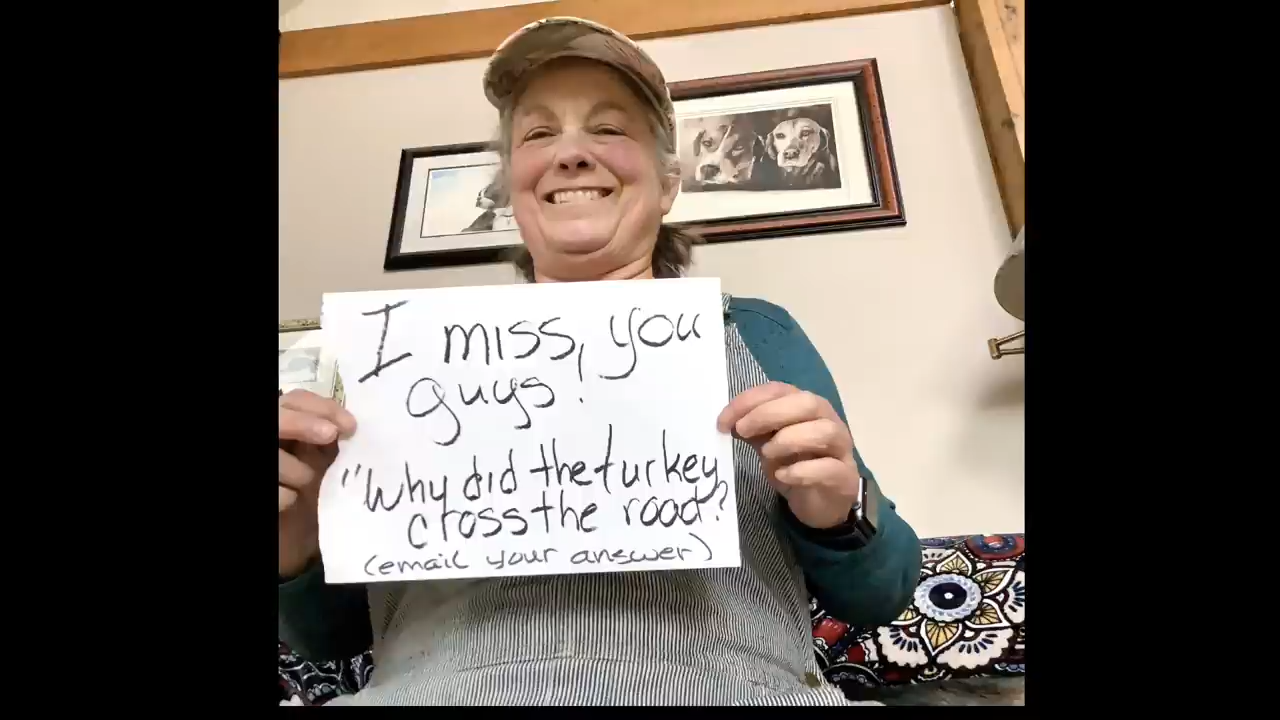 I miss, you
guys!
"Why did the turkey
cross the road?
(email your answer)